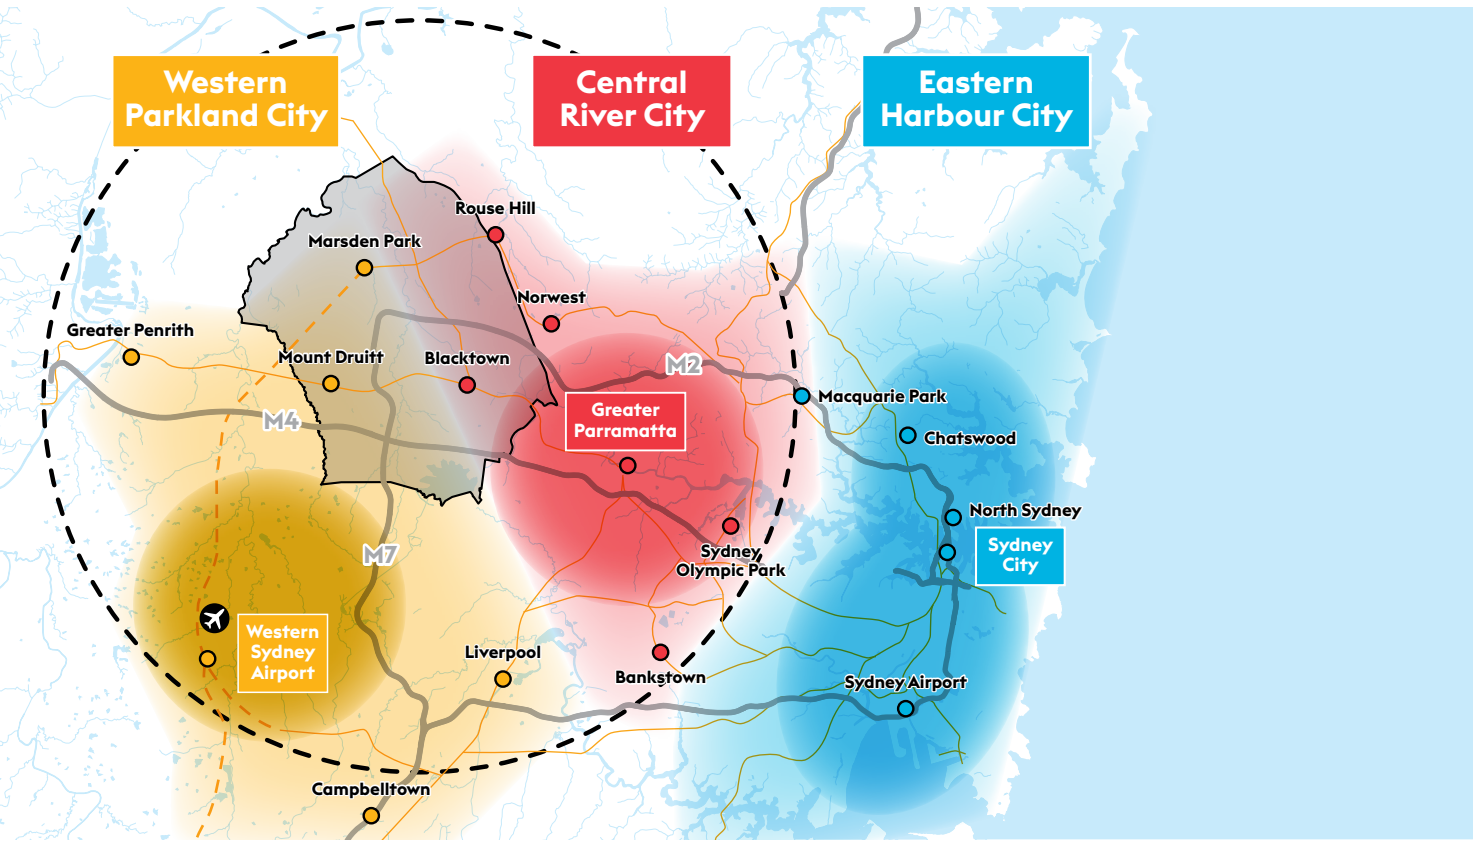 Western
Parkland City
Central
River City
Eastern
Harbour City
Rouse Hill
Marsden Park
Norwest
Greater Penrith
Mount Druitt
Blacktown
M2
Macquarie Park
Greater
Parramatta
M4
Chatswood
North Sydney
Sydney
City
M7
Sydney
Olympic Park
Western
Sydney
Airport
Liverpool
Bankstown
Sydney Airport
Campbelltown